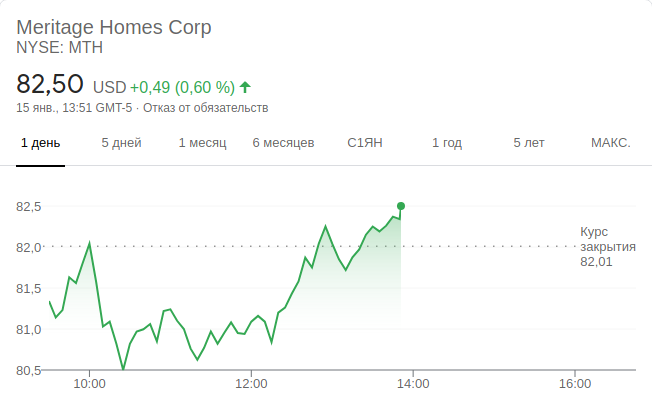 Meritage Homes Corp
NYSE: MTH
82,50 USD +0,49 (0,60 %)
15 янв., 13:51 GMT-5 · Отказ от обязательств
1 день 5 дней 1 месяц 6 месяцев С1ЯН 1 год 5 лет МАКС.
82,5
Курс
82,0 закрытия
82,01
81,5
81,0
80,5
10:00 12:00 14:00 16:00